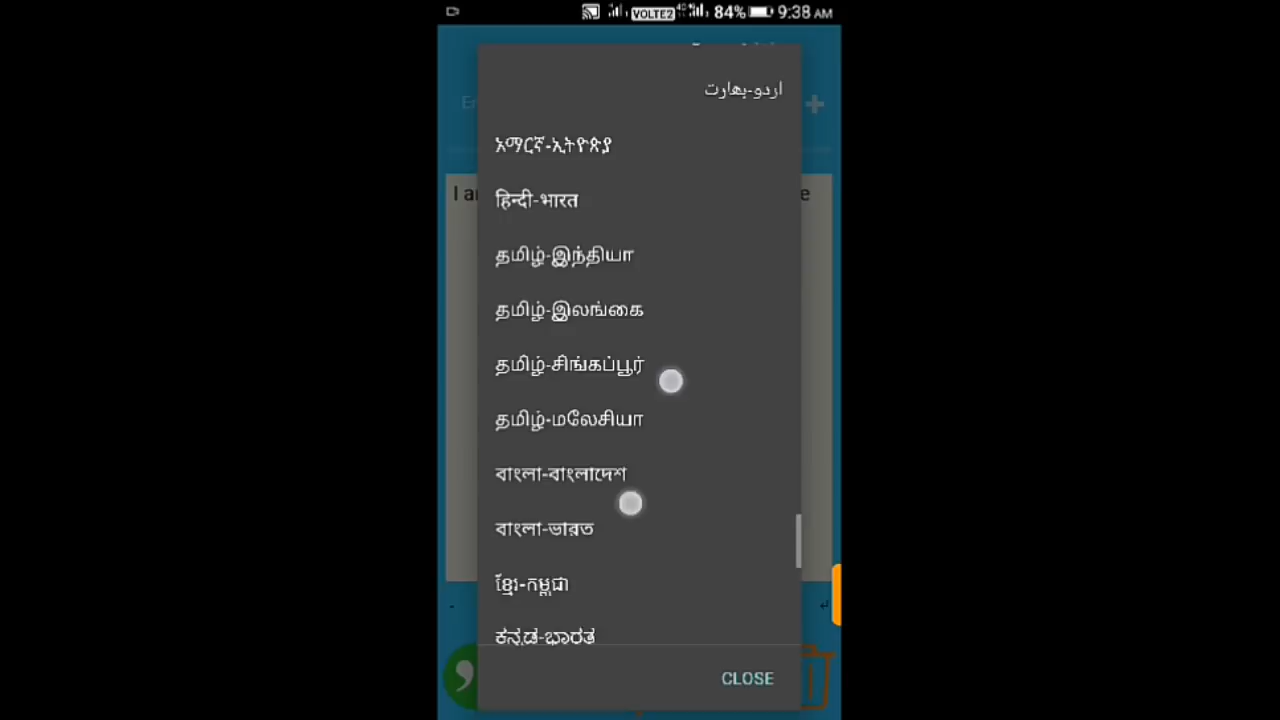 VOLTE2 84% 9:38 AM
اردو-بھارت
አማርኛ-ኢትዮጵያ
हिन्दी-भारत
தமிழ்-இந்தியா
தமிழ்-இலங்கை
தமிழ்-சிங்கப்பூர்
தமிழ்-மலேசியா
বাংলা-বাংলাদেশ
বাংলা-ভারত
ខ្មែរ-កម្ពុជា
ಕನ್ನಡ-ಭಾರತ
CLOSE